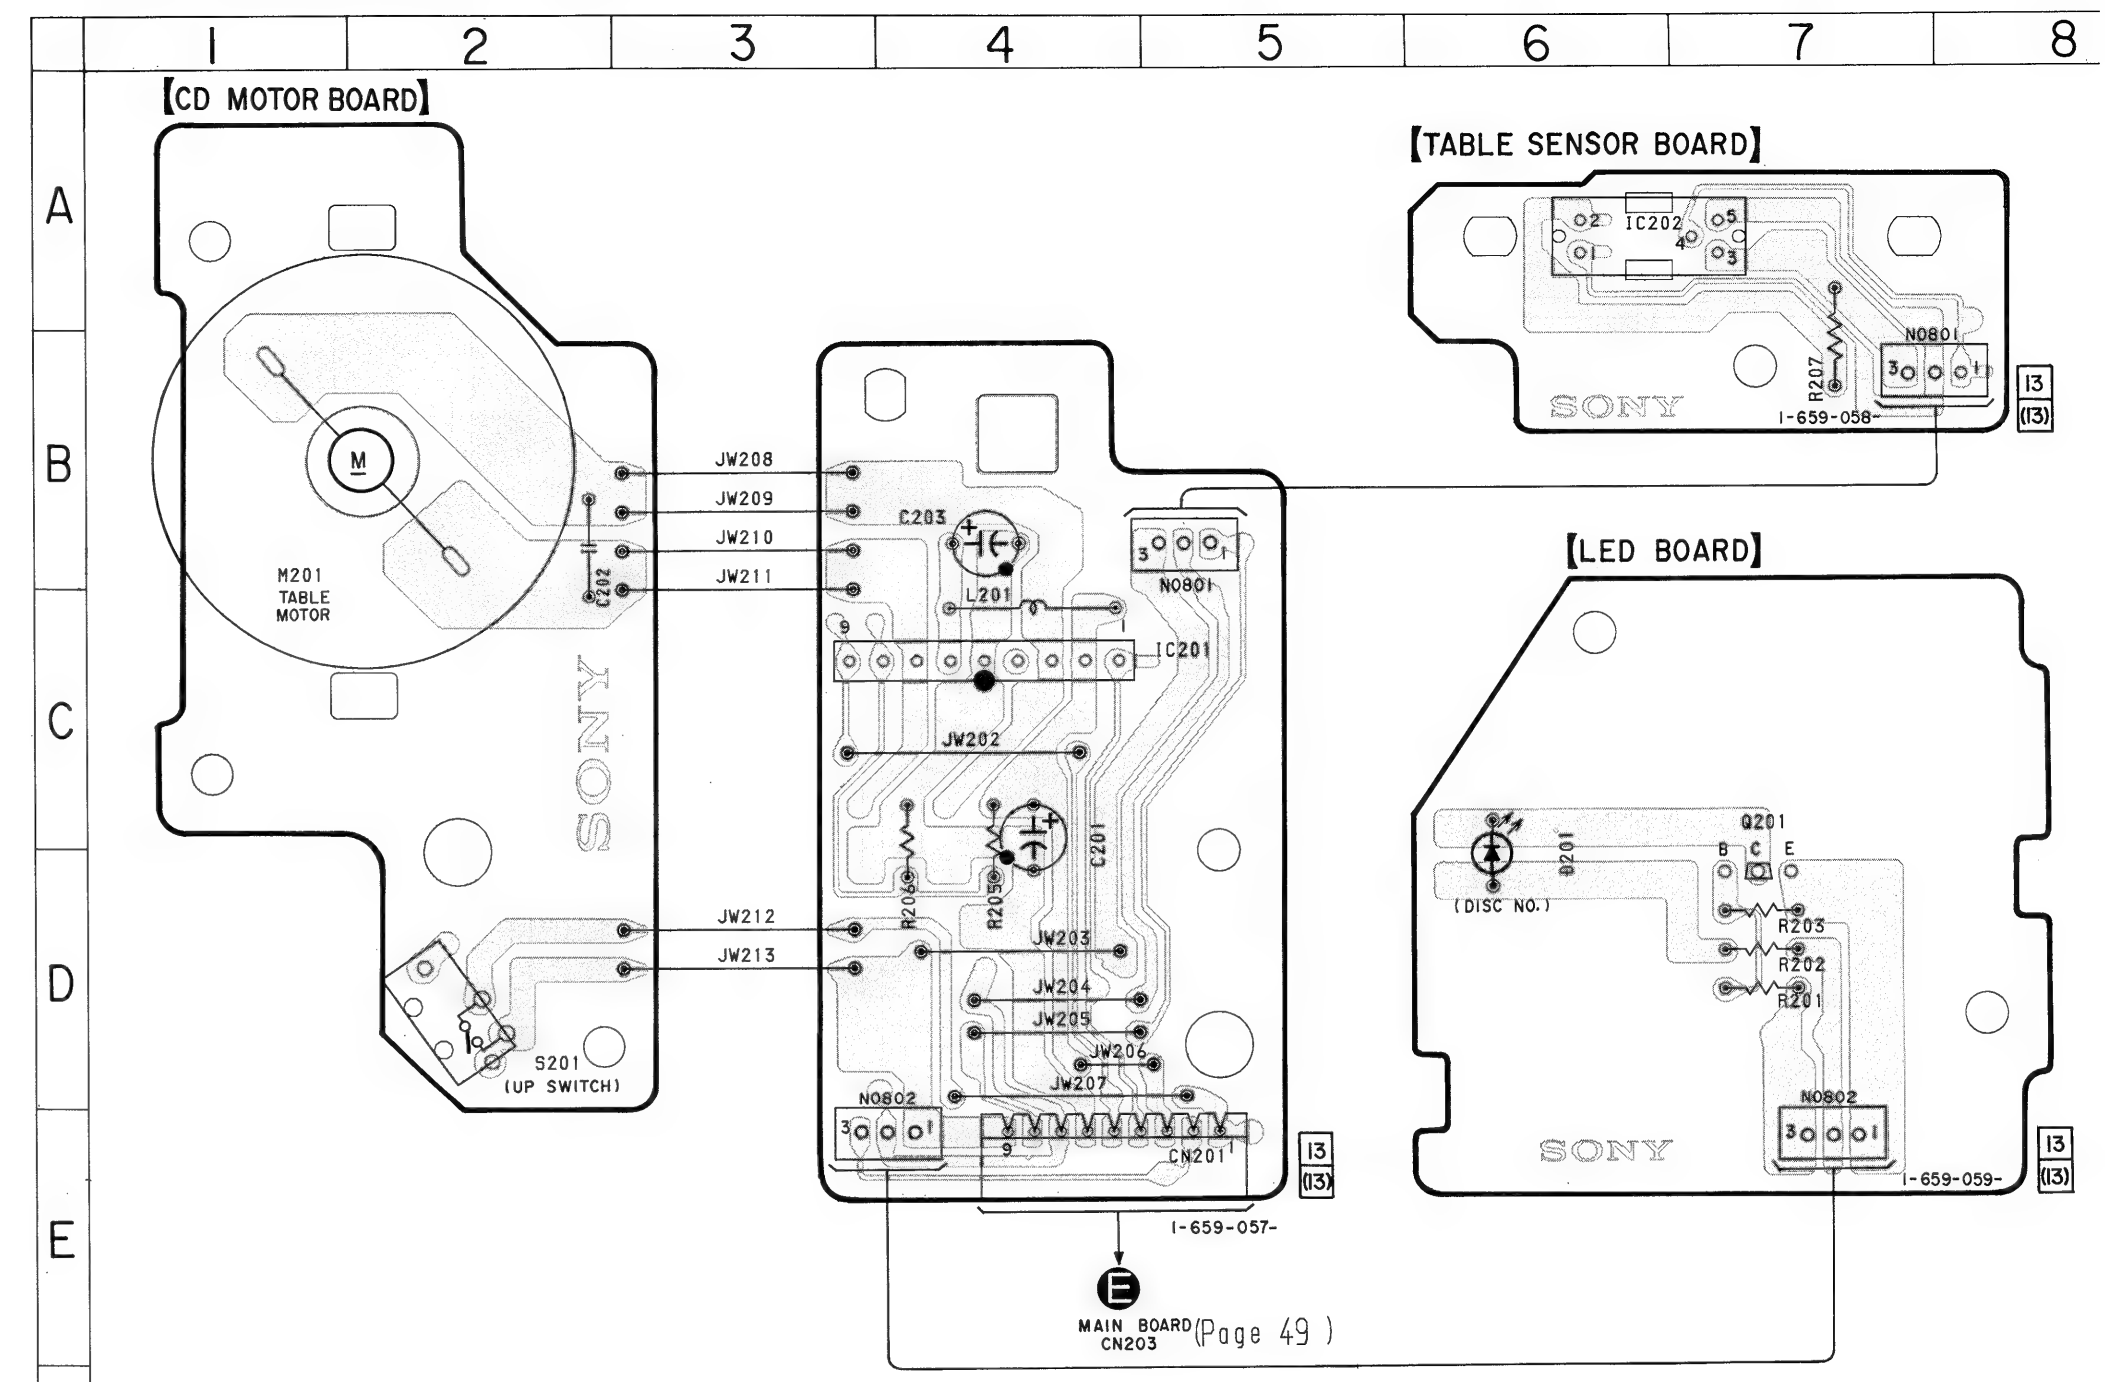 1 2 3 4 5 6 7 8
A
B
C
D
E
【CD MOTOR BOARD】
M
M201
TABLE
MOTOR
C202
SONY
S201
(UP SWITCH)
JW208
JW209
JW210
JW211
JW212
JW213
C203
+
L201
9 1
IC201
3 1
NO801
JW202
R206
R205
+
C201
JW203
JW204
JW205
JW206
JW207
NO802
3 1
9 1
CN201
13
(13)
1-659-057-
E
MAIN BOARD
CN203
(Page 49 )
【TABLE SENSOR BOARD】
2 IC202 5
4
1 3
R207
NO801
3 1
SONY
1-659-058-
13
(13)
【LED BOARD】
D201
(DISC NO.)
Q201
B C E
R203
R202
R201
NO802
3 1
SONY
1-659-059-
13
(13)